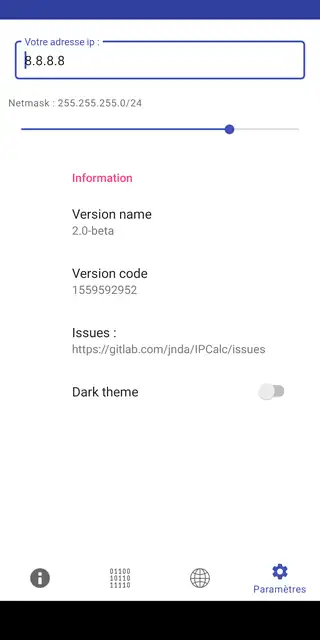 Votre adresse ip :
8.8.8.8
Netmask : 255.255.255.0/24
Information
Version name
2.0-beta
Version code
1559592952
Issues :
https://gitlab.com/jnda/IPCalc/issues
Dark theme
01100
10110
11110
Paramètres